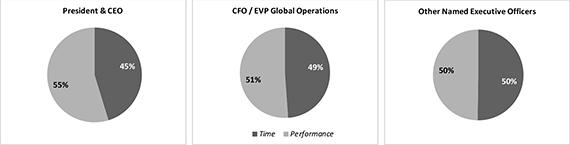 President & CEO
45%
55%
CFO / EVP Global Operations
49%
51%
Time
Performance
Other Named Executive Officers
50%
50%